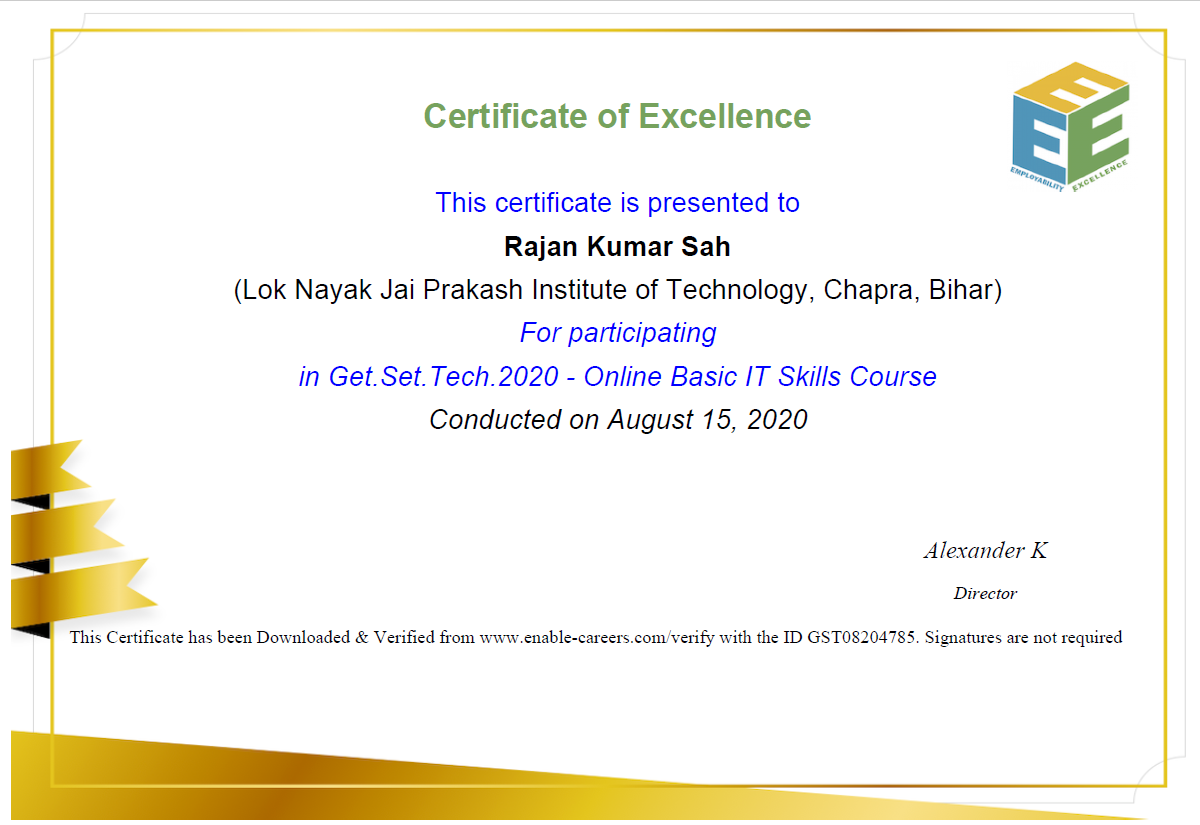 Certificate of Excellence
E
E
E
EMPLOYABILITY
EXCELLENCE
This certificate is presented to
Rajan Kumar Sah
(Lok Nayak Jai Prakash Institute of Technology, Chapra, Bihar)
For participating
in Get.Set.Tech.2020 - Online Basic IT Skills Course
Conducted on August 15, 2020
Alexander K
Director
This Certificate has been Downloaded & Verified from www.enable-careers.com/verify with the ID GST08204785. Signatures are not required